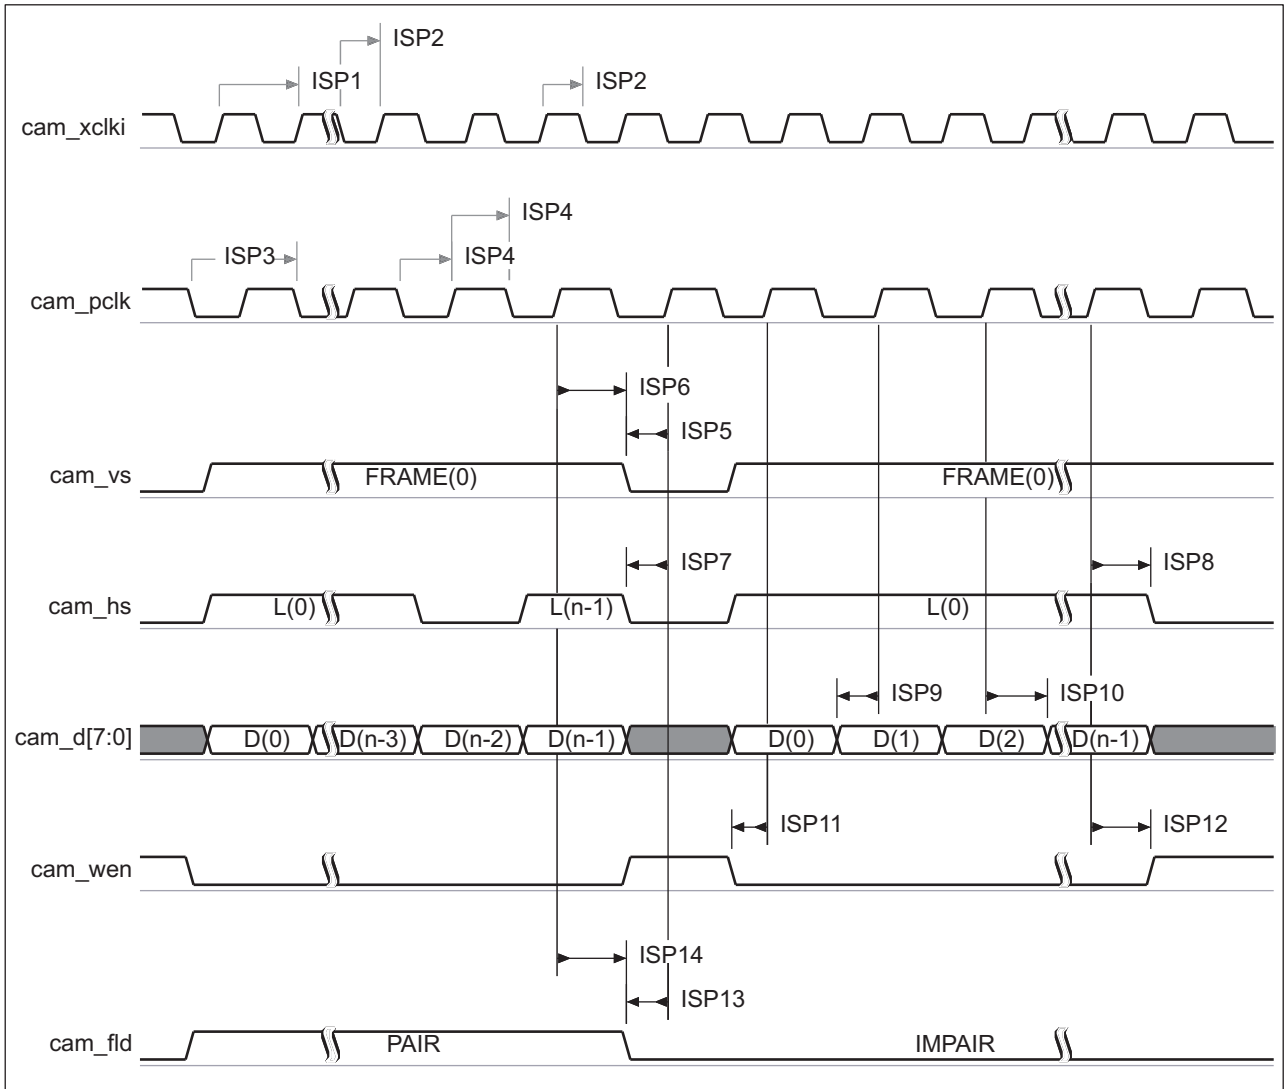 ISP2
ISP1
ISP2
cam_xclki
ISP4
ISP3
ISP4
cam_pclk
ISP6
ISP5
cam_vs
FRAME(0)
FRAME(0)
ISP7
ISP8
cam_hs
L(0)
L(n-1)
L(0)
ISP9
ISP10
cam_d[7:0]
D(0)
D(n-3)
D(n-2)
D(n-1)
D(0)
D(1)
D(2)
D(n-1)
ISP11
ISP12
cam_wen
ISP14
ISP13
cam_fld
PAIR
IMPAIR